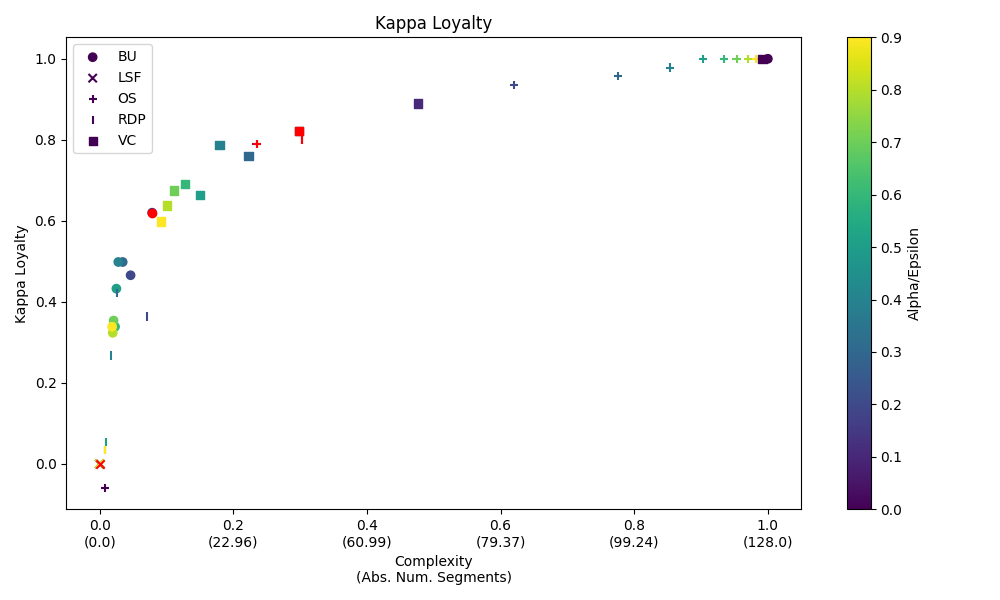 Kappa Loyalty
BU
LSF
OS
RDP
VC
Kappa Loyalty
1.0
0.8
0.6
0.4
0.2
0.0
0.0 0.2 0.4 0.6 0.8 1.0
(0.0) (22.96) (60.99) (79.37) (99.24) (128.0)
Complexity
(Abs. Num. Segments)
0.9
0.8
0.7
0.6
0.5
0.4
0.3
0.2
0.1
0.0
Alpha/Epsilon